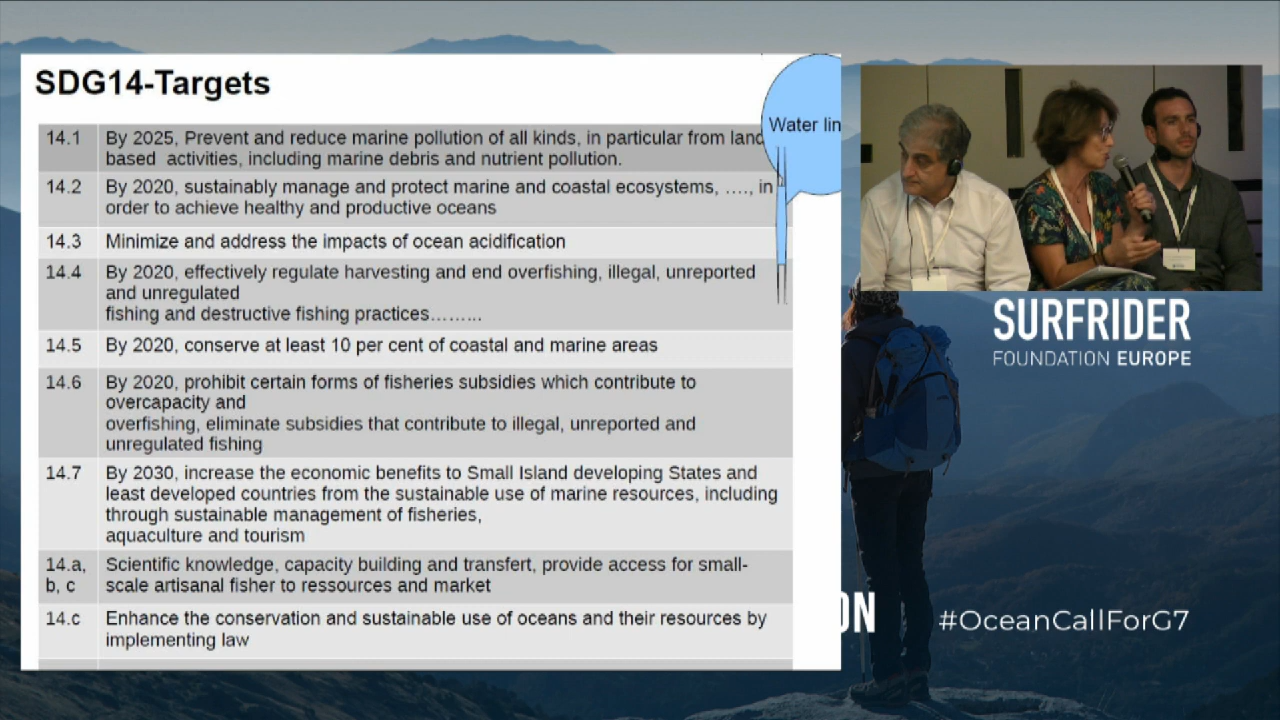 SDG14-Targets
Water lin
14.1 By 2025, Prevent and reduce marine pollution of all kinds, in particular from land
based activities, including marine debris and nutrient pollution.
14.2 By 2020, sustainably manage and protect marine and coastal ecosystems, …., in
order to achieve healthy and productive oceans
14.3 Minimize and address the impacts of ocean acidification
14.4 By 2020, effectively regulate harvesting and end overfishing, illegal, unreported
and unregulated
fishing and destructive fishing practices……...
14.5 By 2020, conserve at least 10 per cent of coastal and marine areas
14.6 By 2020, prohibit certain forms of fisheries subsidies which contribute to
overcapacity and
overfishing, eliminate subsidies that contribute to illegal, unreported and
unregulated fishing
14.7 By 2030, increase the economic benefits to Small Island developing States and
least developed countries from the sustainable use of marine resources, including
through sustainable management of fisheries,
aquaculture and tourism
14.a, Scientific knowledge, capacity building and transfert, provide access for small-
b, c scale artisanal fisher to ressources and market
14.c Enhance the conservation and sustainable use of oceans and their resources by
implementing law
SURFRIDER
FOUNDATION EUROPE
ON
#OceanCallForG7